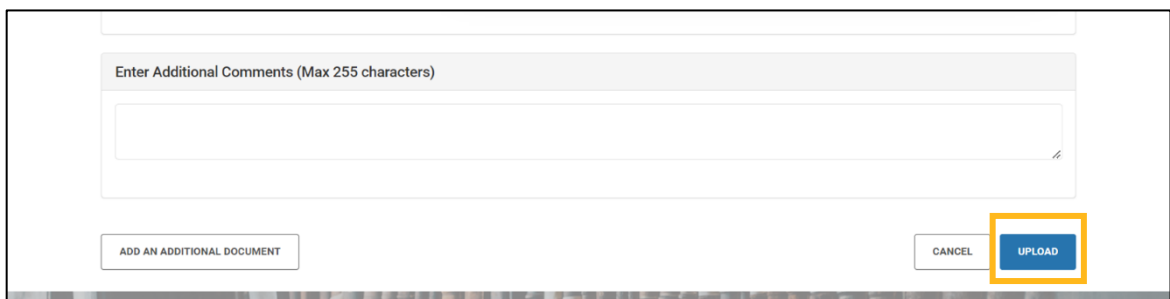 Enter Additional Comments (Max 255 characters)
ADD AN ADDITIONAL DOCUMENT
CANCEL
UPLOAD